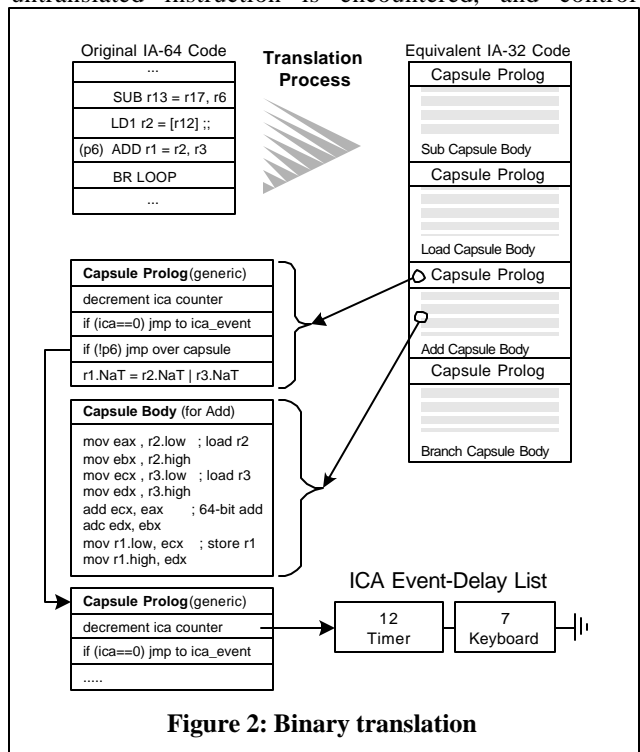 untranslated instruction is encountered, and control
Original IA-64 Code
...
SUB r13 = r17, r6
LD1 r2 = [r12] ;;
(p6) ADD r1 = r2, r3
BR LOOP
...
Translation
Process
Equivalent IA-32 Code
Capsule Prolog
Sub Capsule Body
Capsule Prolog
Load Capsule Body
Capsule Prolog
Add Capsule Body
Capsule Prolog
Branch Capsule Body
Capsule Prolog(generic)
decrement ica counter
if (ica==0) jmp to ica_event
if (!p6) jmp over capsule
r1.NaT = r2.NaT | r3.NaT
Capsule Body (for Add)
mov eax , r2.low ; load r2
mov ebx , r2.high
mov ecx , r3.low ; load r3
mov edx , r3.high
add ecx, eax ; 64-bit add
adc edx, ebx
mov r1.low, ecx ; store r1
mov r1.high, edx
Capsule Prolog(generic)
decrement ica counter
if (ica==0) jmp to ica_event
.....
ICA Event-Delay List
12
Timer
7
Keyboard
Figure 2: Binary translation